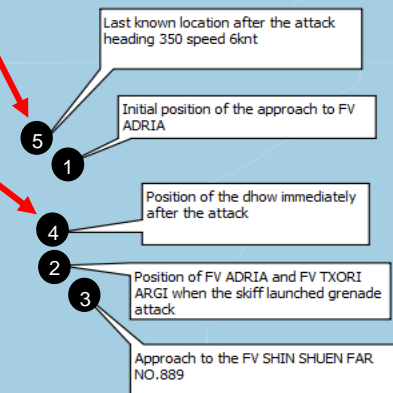 Last known location after the attack
heading 350 speed 6knt
Initial position of the approach to FV
ADRIA
5
1
Position of the dhow immediately
after the attack
4
2
Position of FV ADRIA and FV TXORI
ARGI when the skiff launched grenade
attack
3
Approach to the FV SHIN SHUEN FAR
NO.889